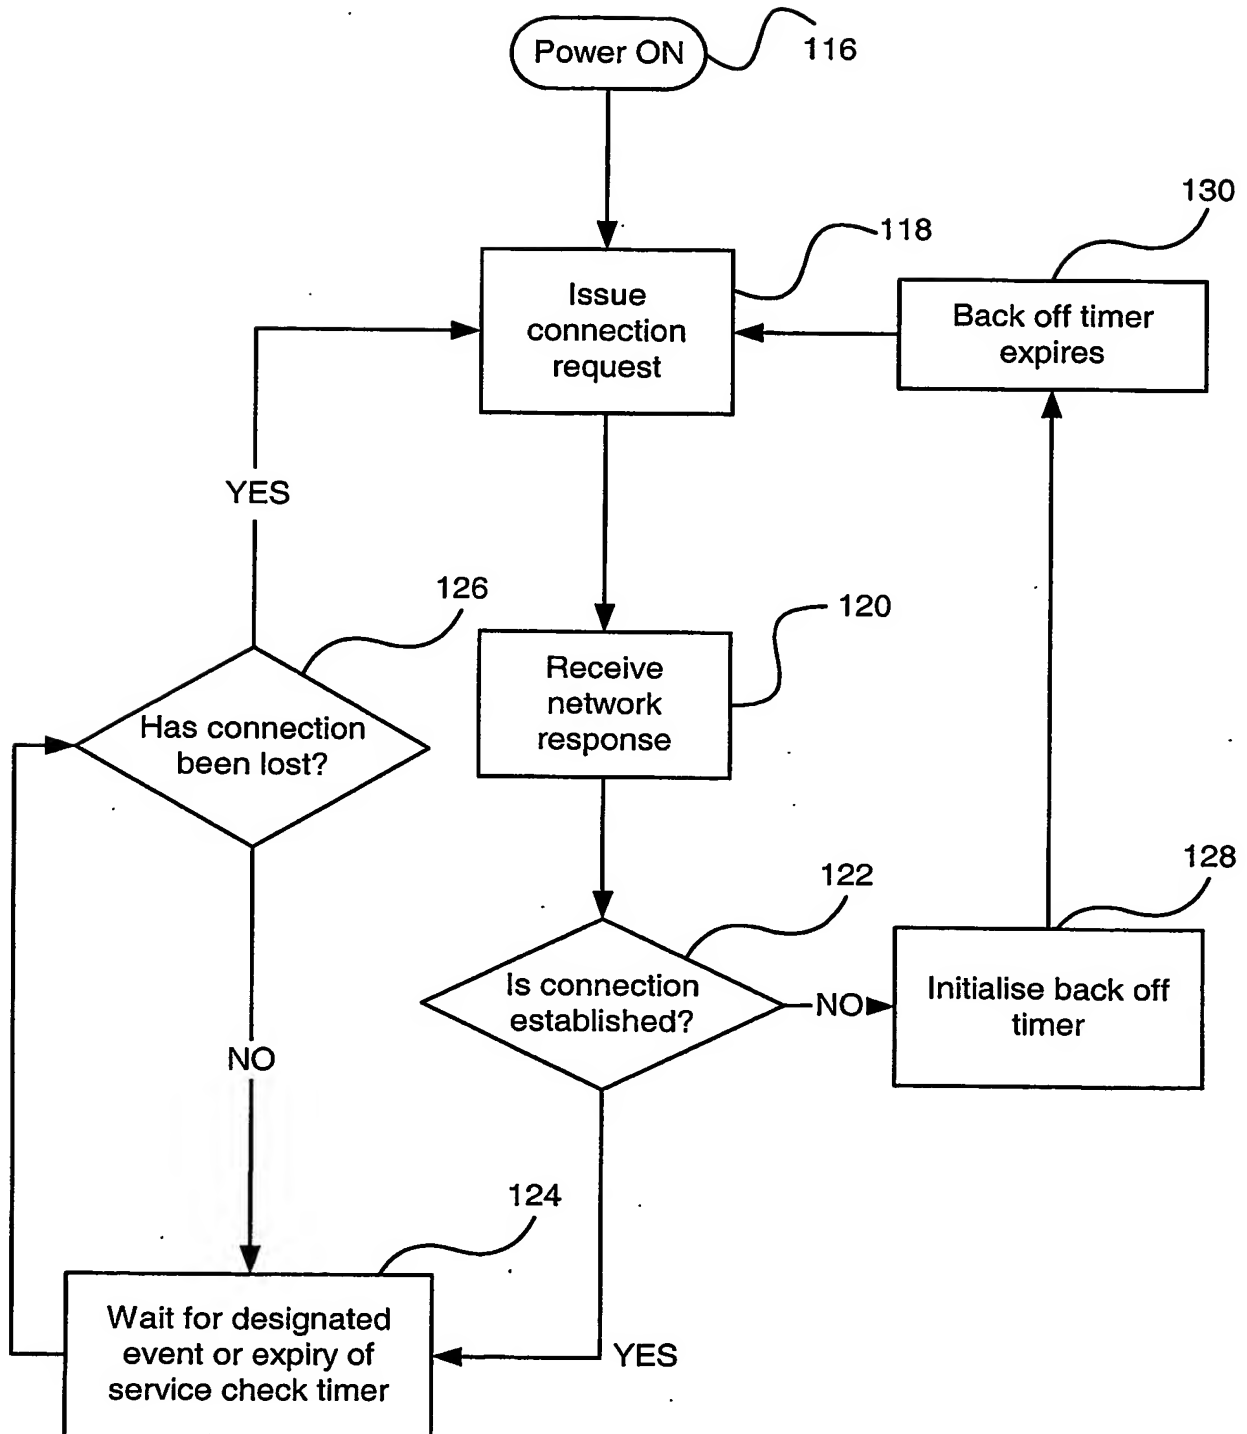 Power ON
116
130
118
Issue
connection
request
Back off timer
expires
YES
126
120
Receive
network
response
Has connection
been lost?
122
128
Is connection
established?
NO
Initialise back off
timer
NO
124
Wait for designated
event or expiry of
service check timer
YES